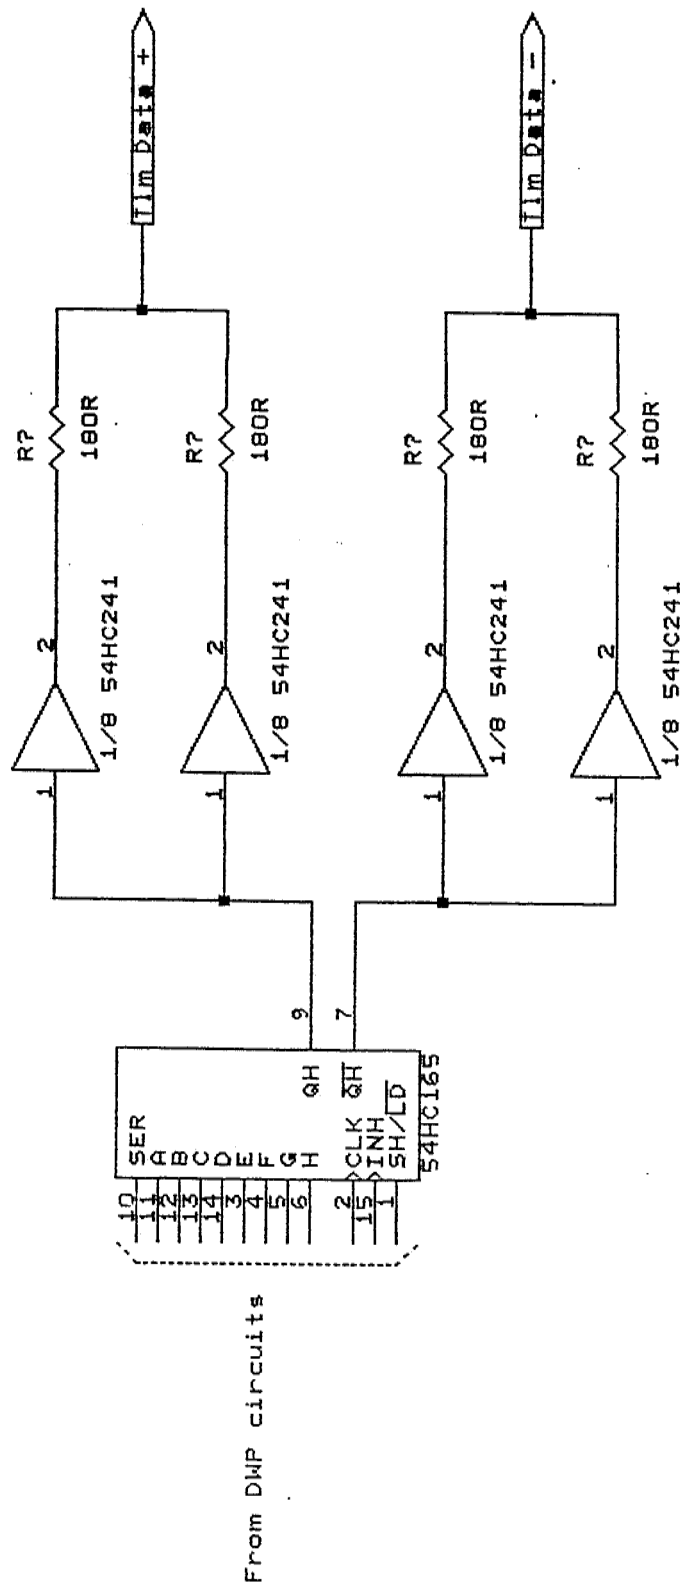 From DWP circuits
10 SER
11 A
12 B
13 C
14 D
3 E
4 F
5 G
6 H
2 CLK
15 INH
1 SH/L̅D̅
QH 9
Q̅H̅ 7
54HC165
1
2
1/8 54HC241
R?
180R
1
2
1/8 54HC241
R?
180R
Tlm Data +
1
2
1/8 54HC241
R?
180R
1
2
1/8 54HC241
R?
180R
Tlm Data -